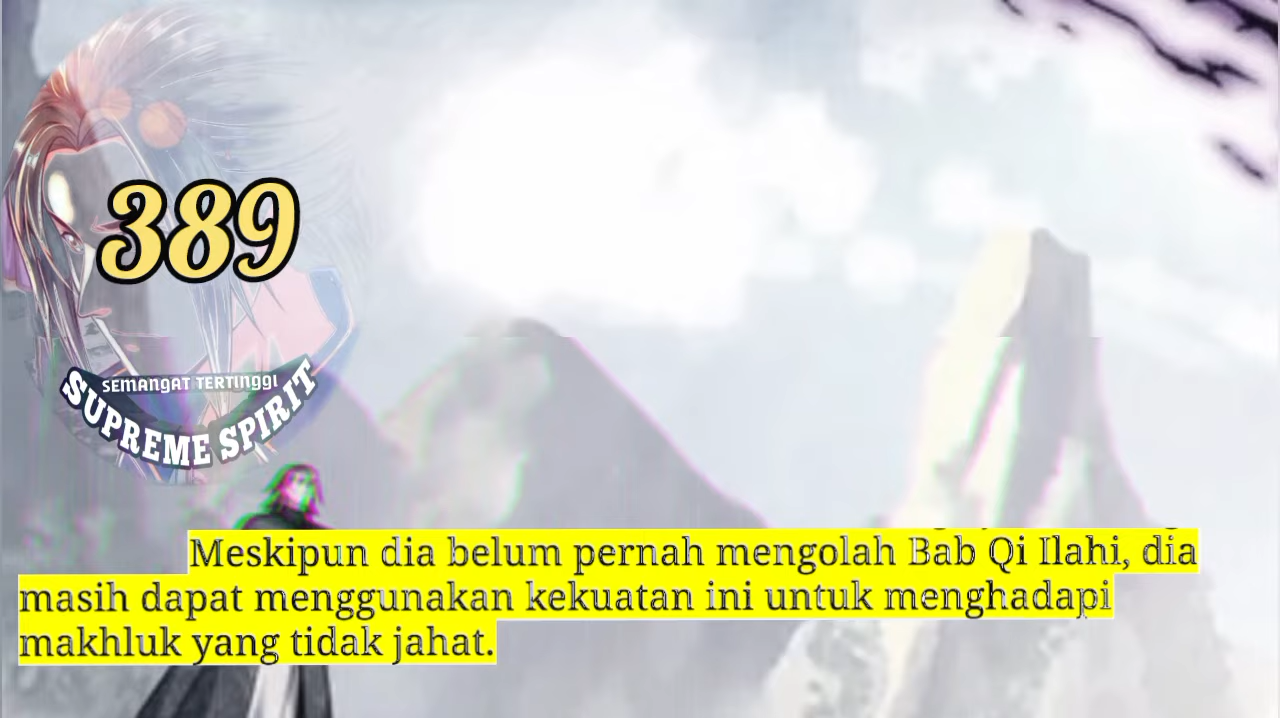 389
SEMANGAT TERTINGGI
SUPREME SPIRIT
Meskipun dia belum pernah mengolah Bab Qi Ilahi, dia
masih dapat menggunakan kekuatan ini untuk menghadapi
makhluk yang tidak jahat.